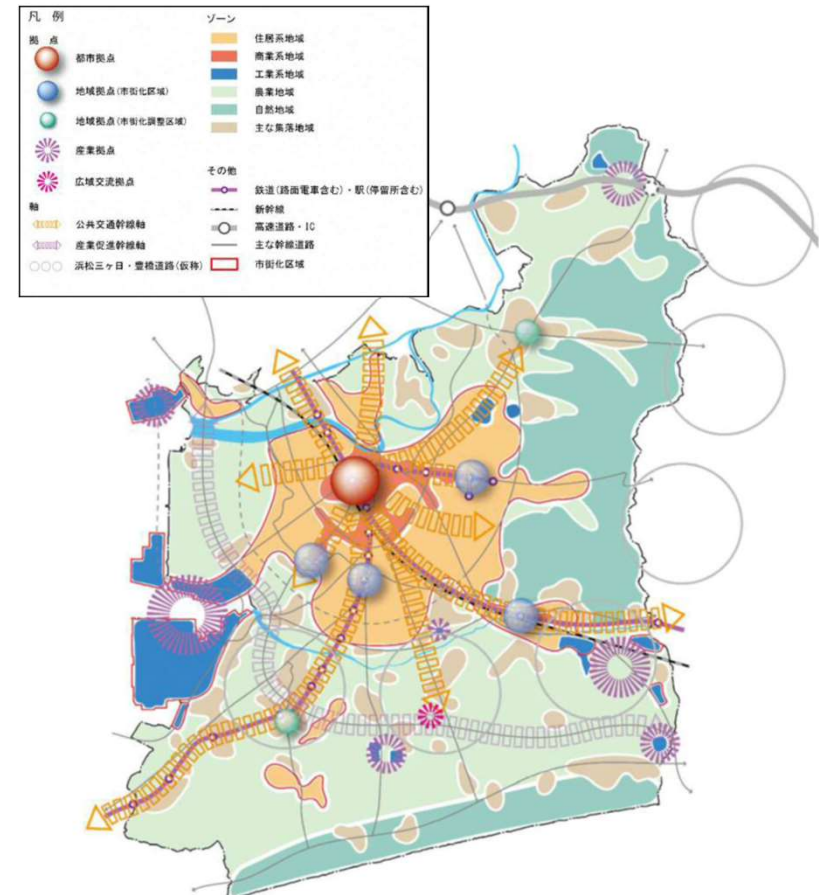 凡 例
拠 点
都市拠点
地域拠点(市街化区域)
地域拠点(市街化調整区域)
産業拠点
広域交流拠点
軸
公共交通幹線軸
産業促進幹線軸
浜松三ヶ日・豊橋道路(仮称)
ゾーン
住居系地域
商業系地域
工業系地域
農業地域
自然地域
主な集落地域
その他
鉄道(路面電車含む)・駅(停留所含む)
新幹線
高速道路・IC
主な幹線道路
市街化区域